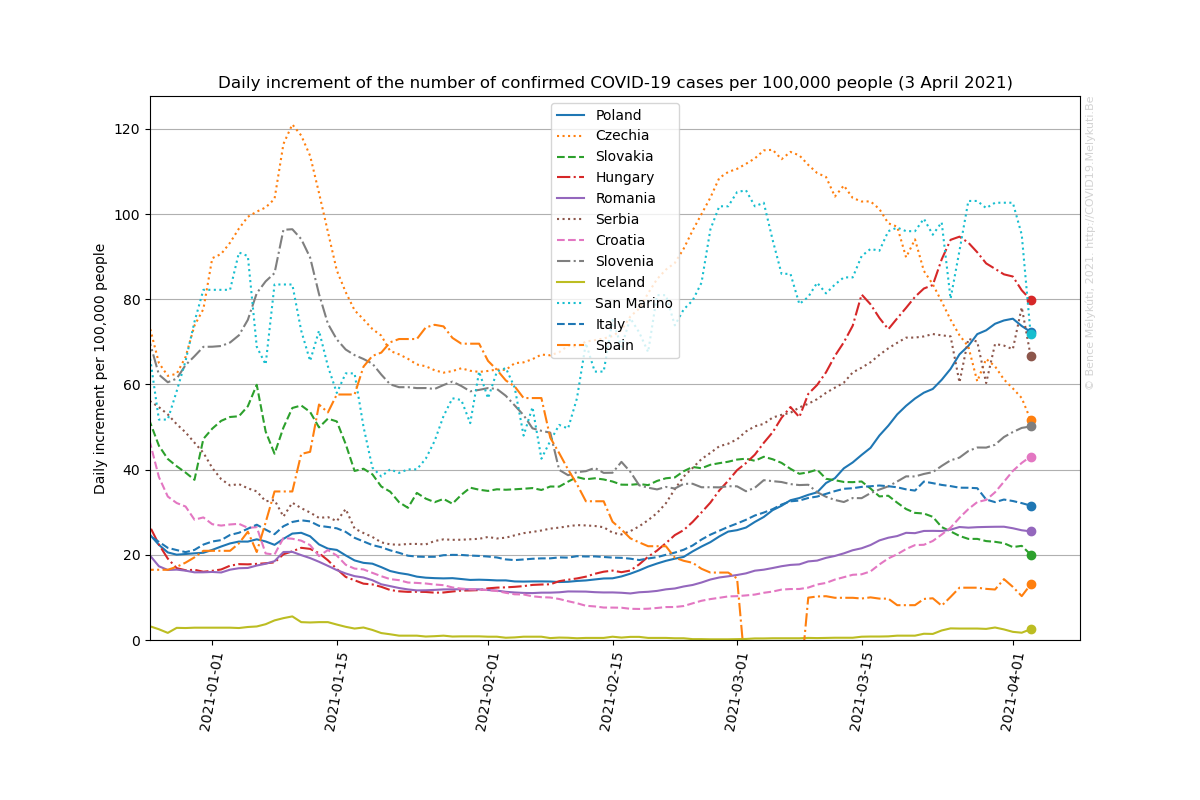 Daily increment of the number of confirmed COVID-19 cases per 100,000 people (3 April 2021)
Daily increment per 100,000 people
120
100
80
60
40
20
0
Poland
Czechia
Slovakia
Hungary
Romania
Serbia
Croatia
Slovenia
Iceland
San Marino
Italy
Spain
2021-01-01
2021-01-15
2021-02-01
2021-02-15
2021-03-01
2021-03-15
2021-04-01
© Bence Mélykúti, 2021 http://COVID19.Melykuti.Be